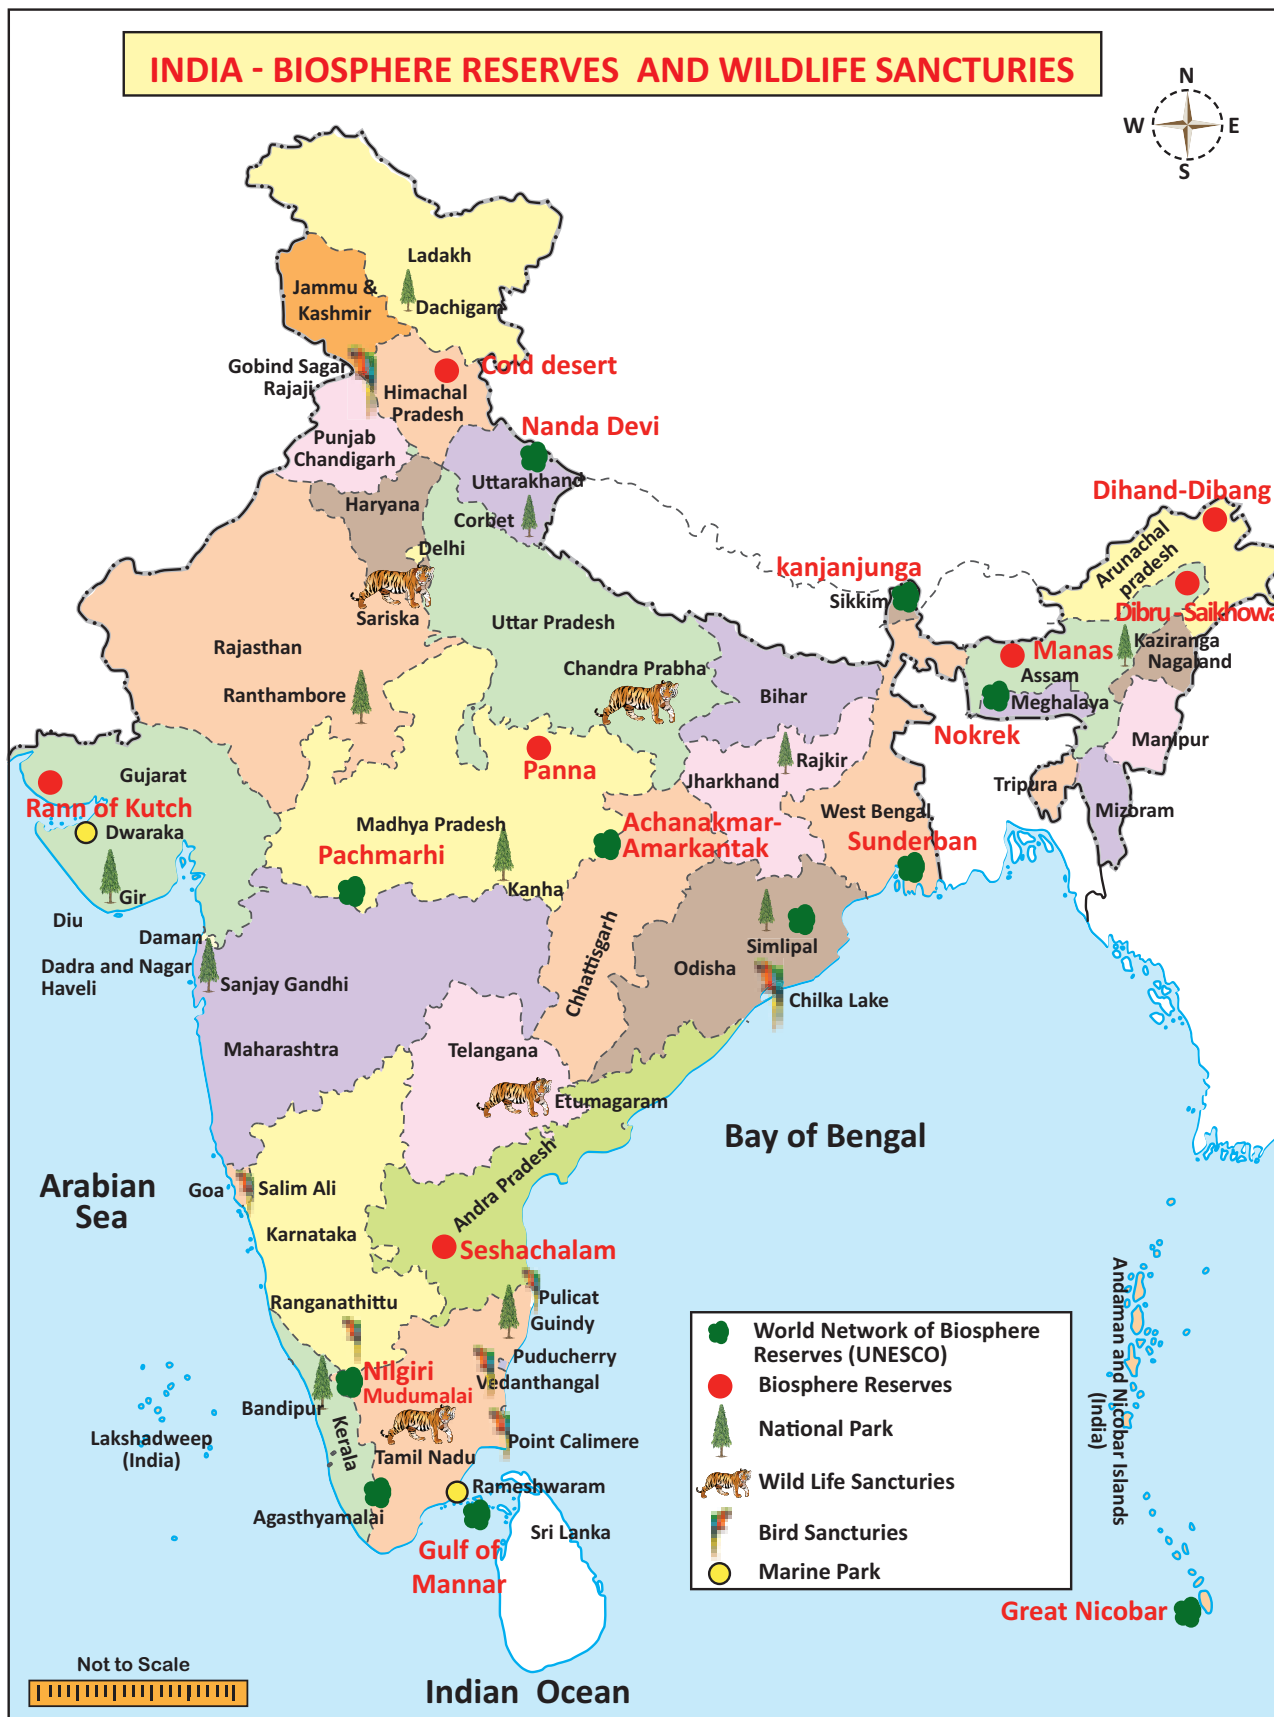 INDIA - BIOSPHERE RESERVES AND WILDLIFE SANCTURIES
N
W
E
S
Ladakh
Jammu &
Kashmir
Dachigam
Gobind Sagar
Rajaji
Cold desert
Himachal
Pradesh
Nanda Devi
Punjab
Chandigarh
Uttarakhand
Haryana
Corbet
Delhi
Dihand-Dibang
Arunachal
pradesh
kanjanjunga
Sikkim
Dibru-Saikhowa
Sariska
Uttar Pradesh
Rajasthan
Kaziranga
Nagaland
Manas
Assam
Chandra Prabha
Ranthambore
Bihar
Meghalaya
Nokrek
Manipur
Rajkir
Panna
Jharkhand
Gujarat
Tripura
Mizoram
Rann of Kutch
Dwaraka
Madhya Pradesh
West Bengal
Achanakmar-
Amarkantak
Sunderban
Pachmarhi
Kanha
Gir
Diu
Daman
Simlipal
Chhattisgarh
Odisha
Dadra and Nagar
Haveli
Sanjay Gandhi
Chilka Lake
Maharashtra
Telangana
Etumagaram
Bay of Bengal
Andra Pradesh
Arabian
Sea
Goa
Salim Ali
Karnataka
Seshachalam
Ranganathittu
Pulicat
Guindy
Andaman and Nicobar Islands
(India)
Puducherry
Nilgiri
Mudumalai
Vedanthangal
Bandipur
Kerala
Lakshadweep
(India)
Tamil Nadu
Point Calimere
Rameshwaram
Agasthyamalai
Sri Lanka
Gulf of
Mannar
World Network of Biosphere
Reserves (UNESCO)
Biosphere Reserves
National Park
Wild Life Sancturies
Bird Sancturies
Marine Park
Great Nicobar
Not to Scale
Indian Ocean